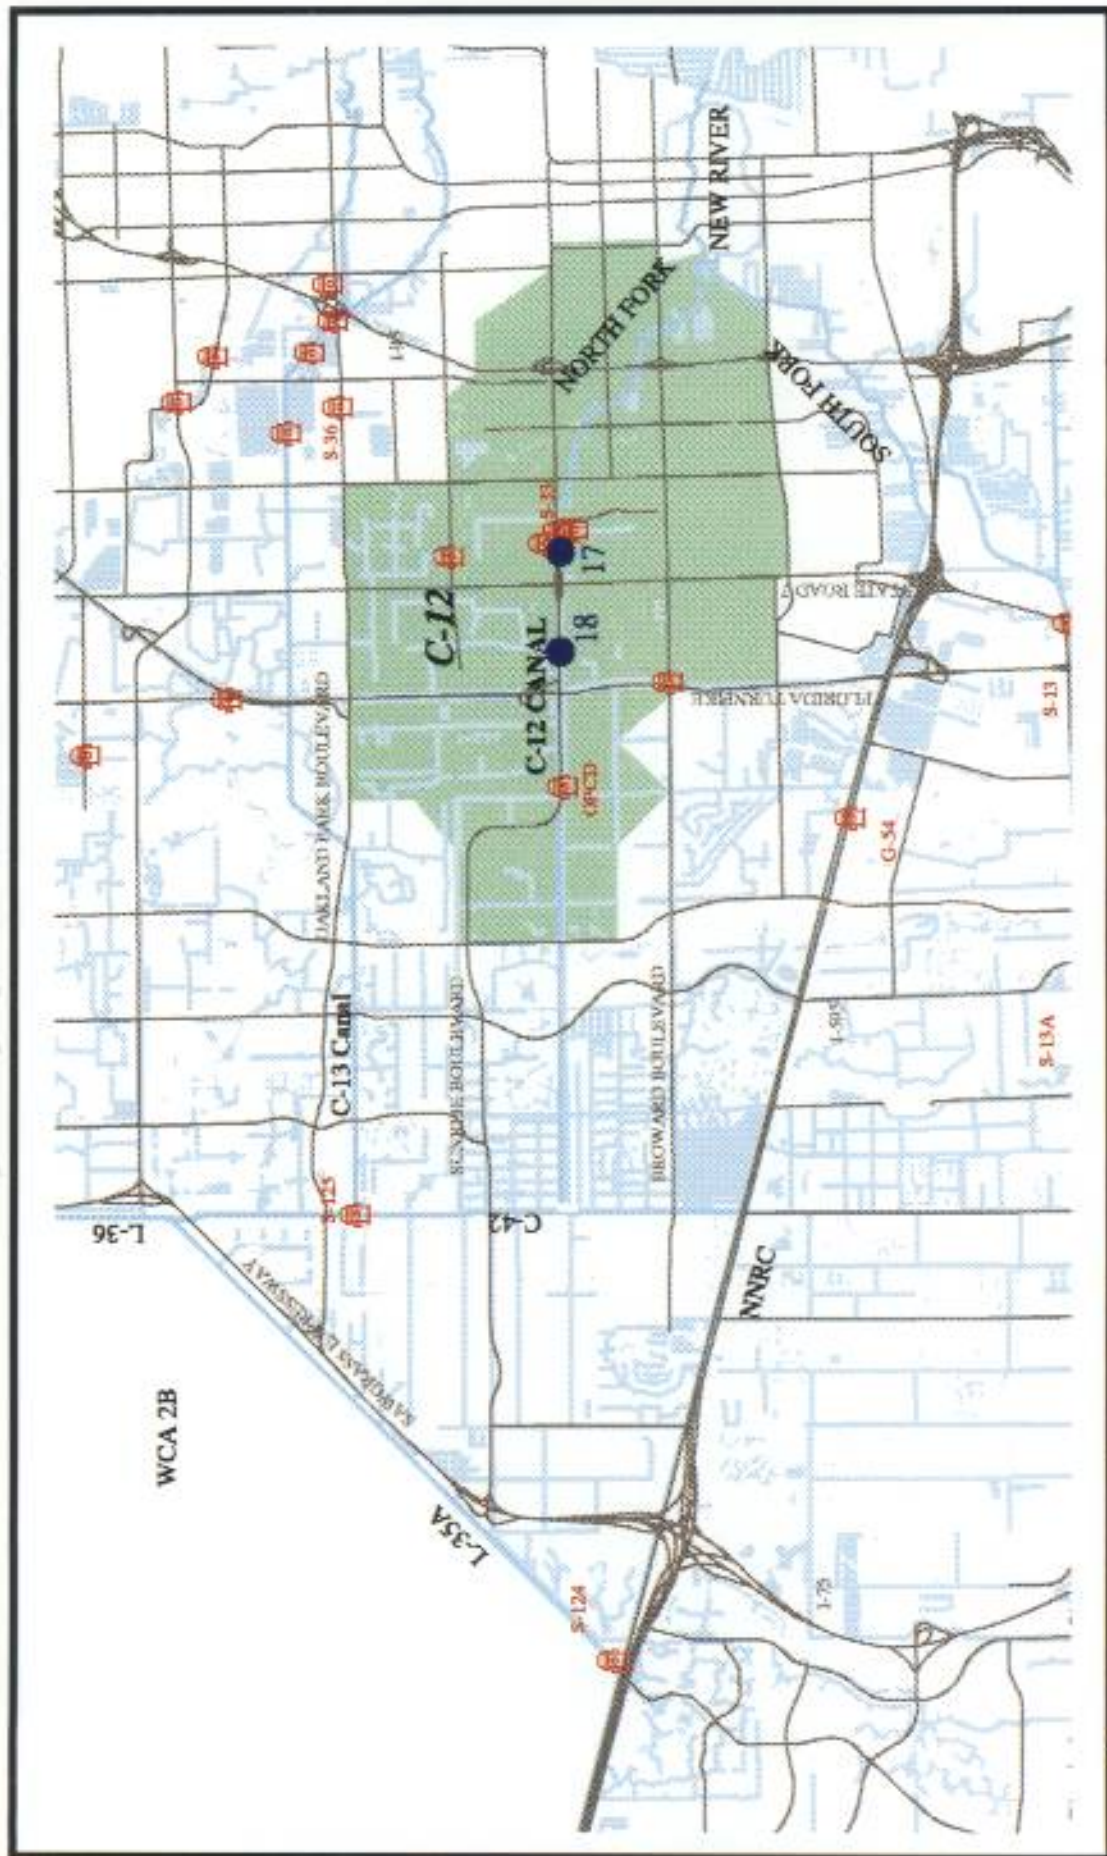 WCA 2B
L-36
SAWGRASS EXPRESSWAY
L-35A
S-124
I-75
S-125
C-13 Canal
C-42
NNRC
OAKLAND PARK BOULEVARD
SUNRISE BOULEVARD
BROWARD BOULEVARD
I-595
S-13A
C-12
C-12 CANAL
OPCD
18
17
S-33
FLORIDA TURNPIKE
STATE ROAD 7
G-54
S-13
S-36
I-95
NORTH FORK
SOUTH FORK
NEW RIVER